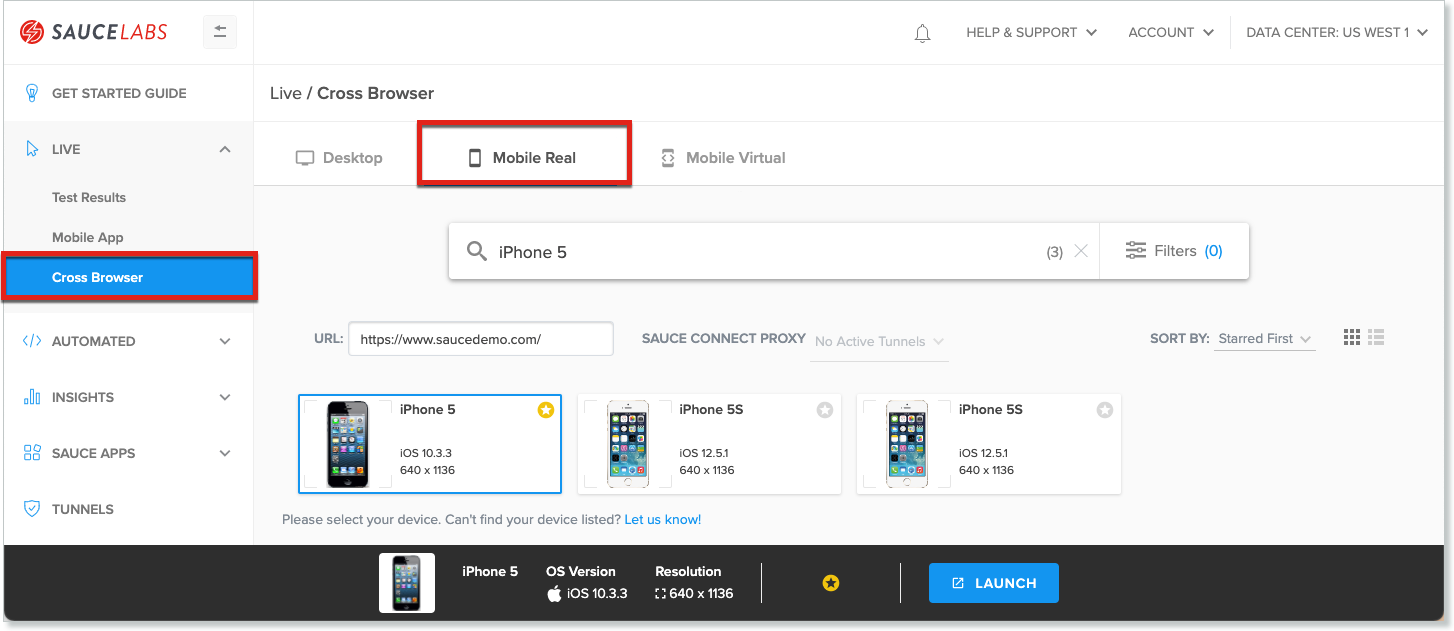 SAUCELABS
HELP & SUPPORT
ACCOUNT
DATA CENTER: US WEST 1
GET STARTED GUIDE
LIVE
Test Results
Mobile App
Cross Browser
AUTOMATED
INSIGHTS
SAUCE APPS
TUNNELS
Live / Cross Browser
Desktop
Mobile Real
Mobile Virtual
iPhone 5
(3)
Filters (0)
URL: https://www.saucedemo.com/
SAUCE CONNECT PROXY No Active Tunnels
SORT BY: Starred First
iPhone 5
iOS 10.3.3
640 x 1136
iPhone 5S
iOS 12.5.1
640 x 1136
iPhone 5S
iOS 12.5.1
640 x 1136
Please select your device. Can't find your device listed? Let us know!
iPhone 5
OS Version
iOS 10.3.3
Resolution
640 x 1136
LAUNCH